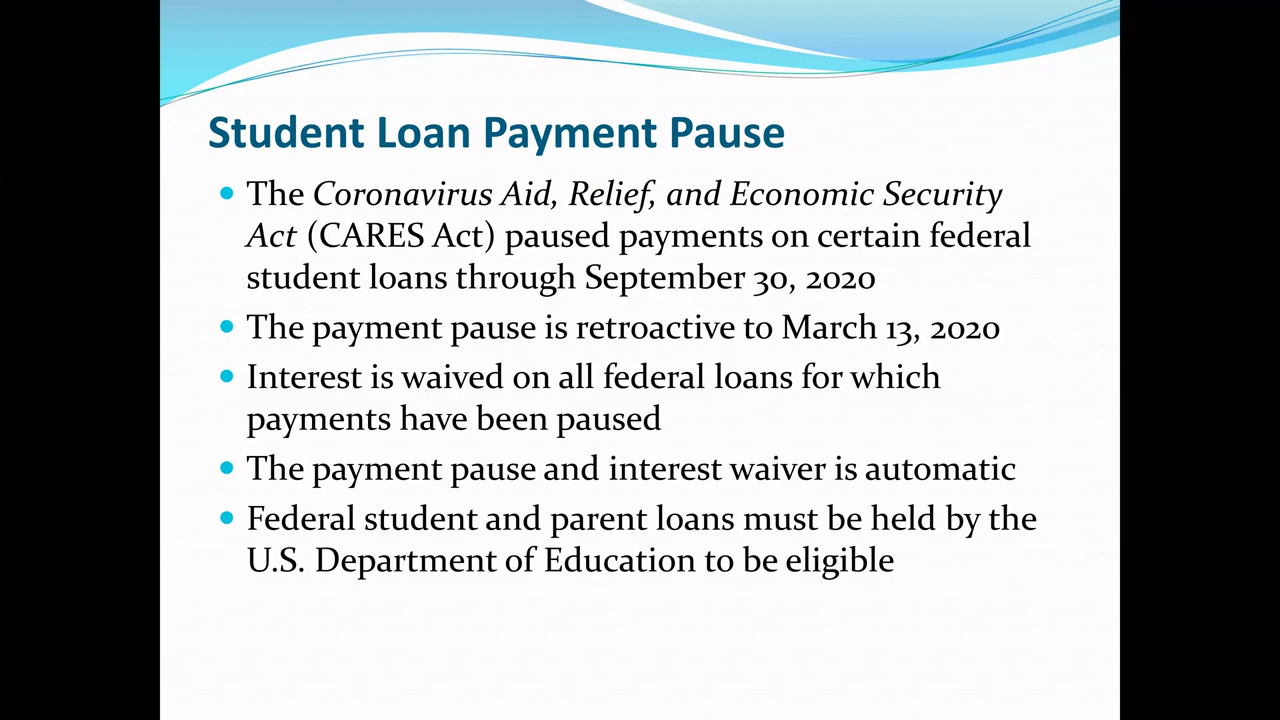 Student Loan Payment Pause
• The Coronavirus Aid, Relief, and Economic Security
Act (CARES Act) paused payments on certain federal
student loans through September 30, 2020
• The payment pause is retroactive to March 13, 2020
• Interest is waived on all federal loans for which
payments have been paused
• The payment pause and interest waiver is automatic
• Federal student and parent loans must be held by the
U.S. Department of Education to be eligible